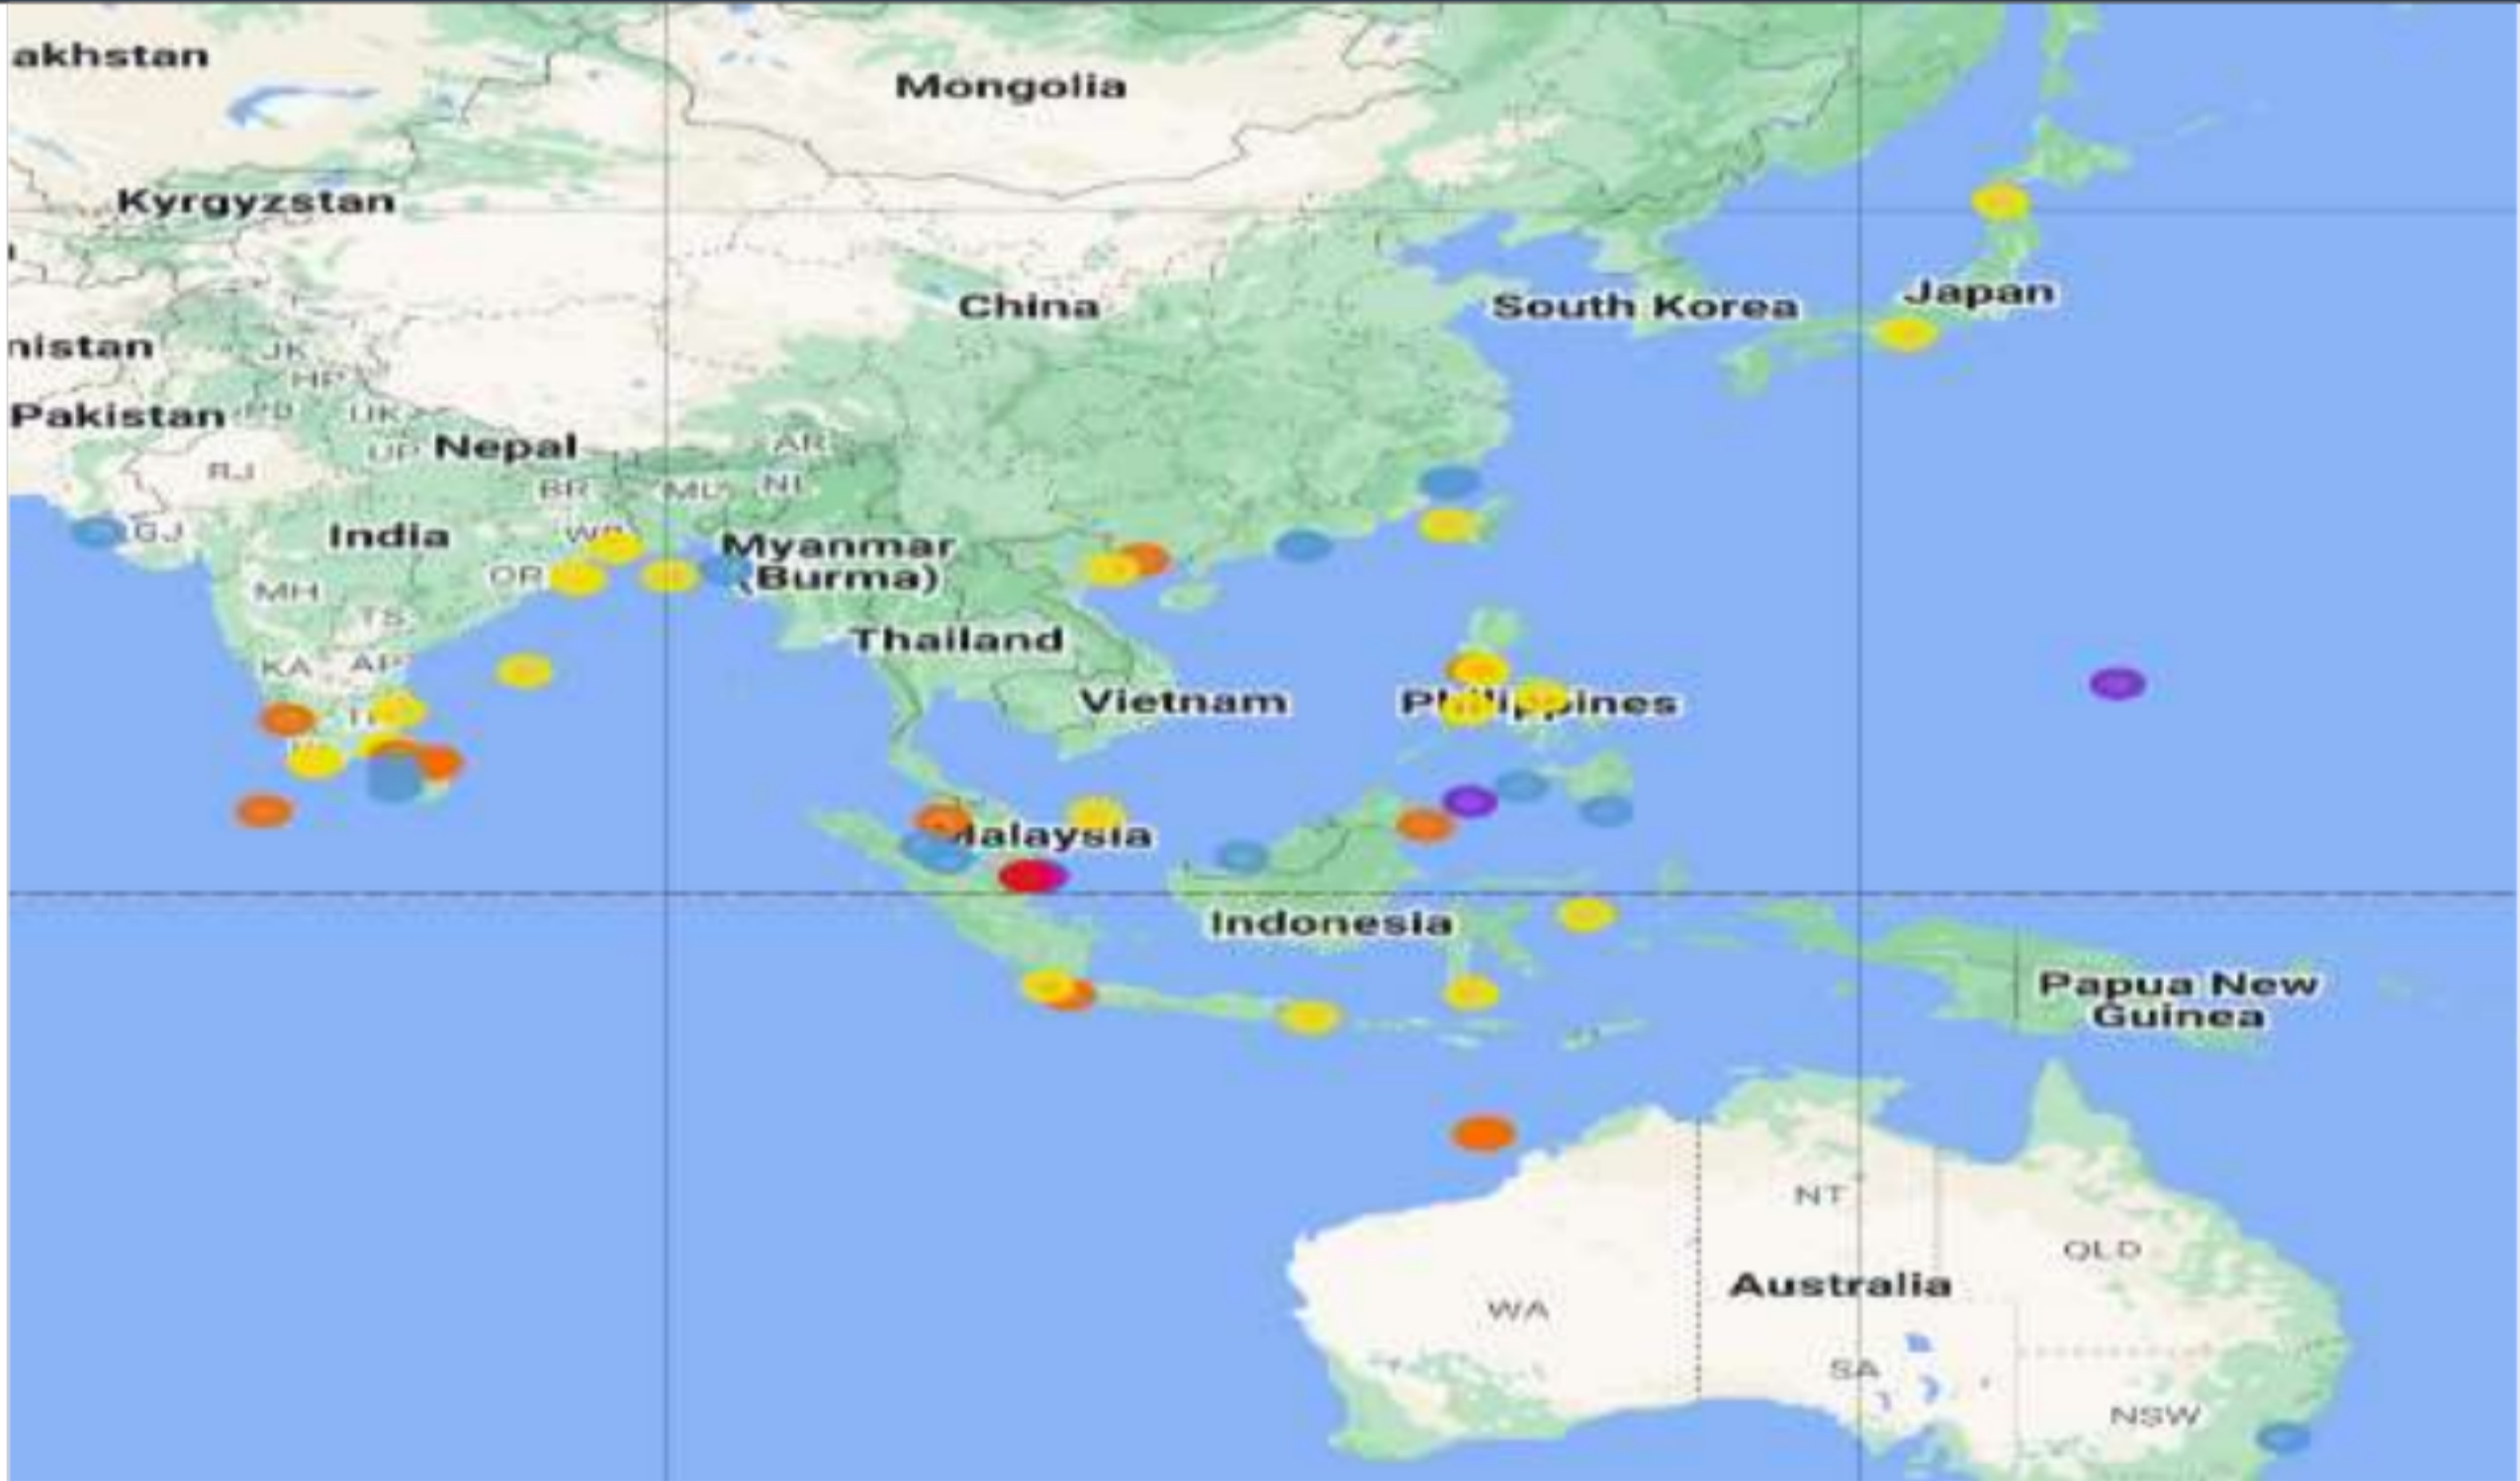 akhstan
Mongolia
Kyrgyzstan
Japan
China
South Korea
nistan
JK
HP
Pakistan
PB
UK
UP
Nepal
AR
RJ
BR
ML
NL
GJ
India
Myanmar
(Burma)
OR
MH
TS
Thailand
KA
AP
Vietnam
Philippines
Malaysia
Indonesia
Papua New
Guinea
NT
QLD
Australia
WA
SA
NSW